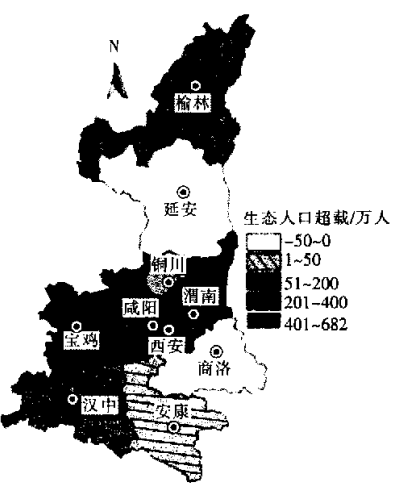 N
榆林
延安
生态人口超载/万人
-50~0
1~50
51~200
201~400
401~682
铜川
咸阳
渭南
宝鸡
西安
商洛
汉中
安康